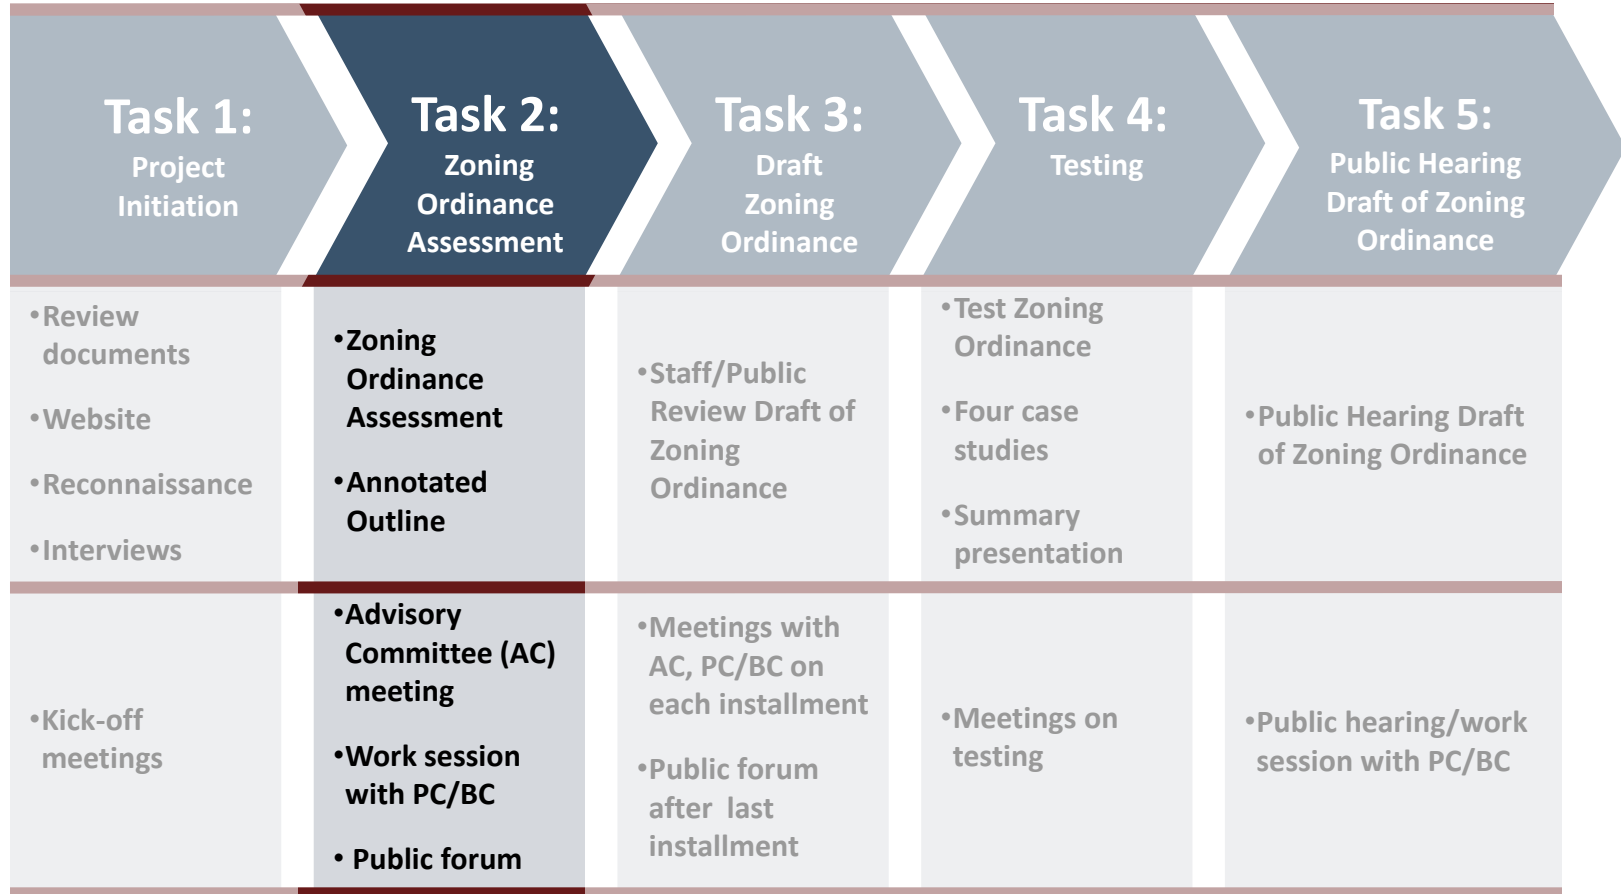 Task 1:
Project
Initiation
Task 2:
Zoning
Ordinance
Assessment
Task 3:
Draft
Zoning
Ordinance
Task 4:
Testing
Task 5:
Public Hearing
Draft of Zoning
Ordinance
•Review
documents
•Website
•Reconnaissance
•Interviews
•Zoning
Ordinance
Assessment
•Annotated
Outline
•Staff/Public
Review Draft of
Zoning
Ordinance
•Test Zoning
Ordinance
•Four case
studies
•Summary
presentation
•Public Hearing Draft
of Zoning Ordinance
•Kick-off
meetings
•Advisory
Committee (AC)
meeting
•Work session
with PC/BC
• Public forum
•Meetings with
AC, PC/BC on
each installment
•Public forum
after last
installment
•Meetings on
testing
•Public hearing/work
session with PC/BC